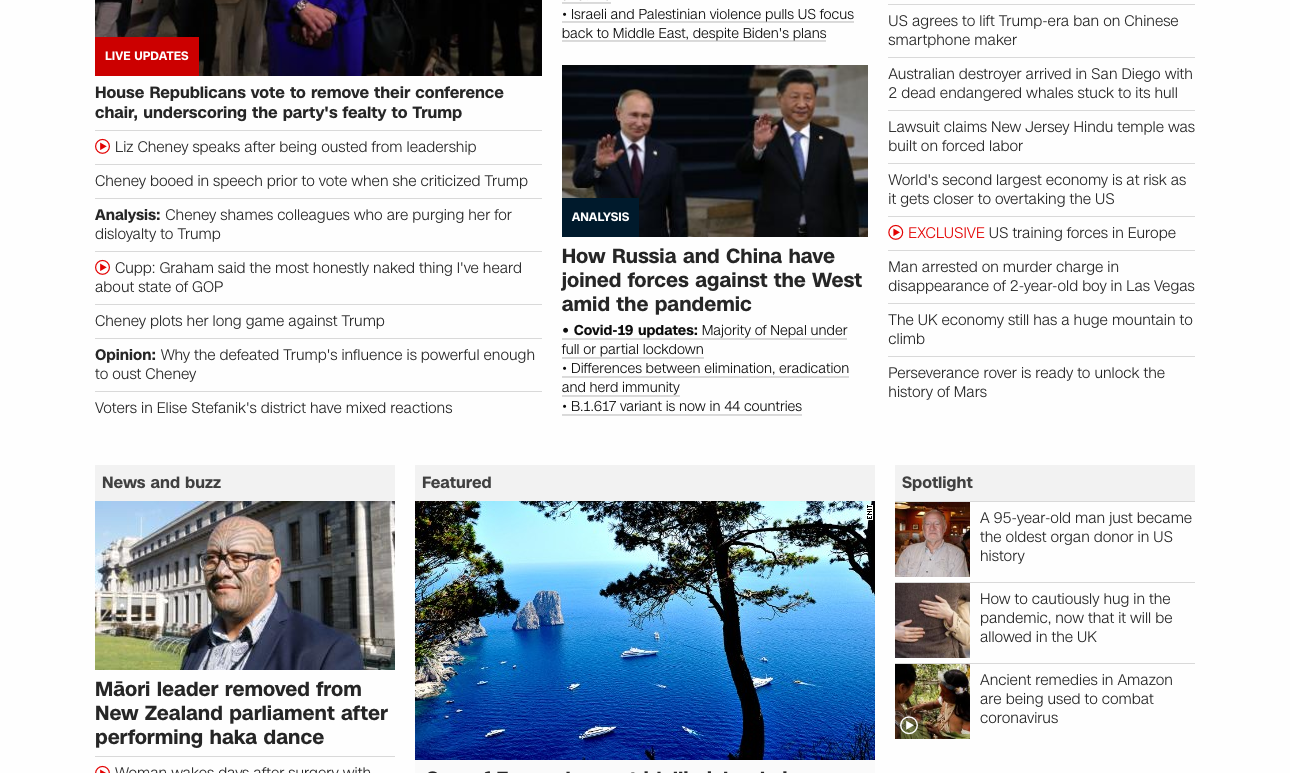 LIVE UPDATES
House Republicans vote to remove their conference
chair, underscoring the party's fealty to Trump
Liz Cheney speaks after being ousted from leadership
Cheney booed in speech prior to vote when she criticized Trump
Analysis: Cheney shames colleagues who are purging her for
disloyalty to Trump
Cupp: Graham said the most honestly naked thing I've heard
about state of GOP
Cheney plots her long game against Trump
Opinion: Why the defeated Trump's influence is powerful enough
to oust Cheney
Voters in Elise Stefanik's district have mixed reactions
• Israeli and Palestinian violence pulls US focus
back to Middle East, despite Biden's plans
ANALYSIS
How Russia and China have
joined forces against the West
amid the pandemic
• Covid-19 updates: Majority of Nepal under
full or partial lockdown
• Differences between elimination, eradication
and herd immunity
• B.1.617 variant is now in 44 countries
US agrees to lift Trump-era ban on Chinese
smartphone maker
Australian destroyer arrived in San Diego with
2 dead endangered whales stuck to its hull
Lawsuit claims New Jersey Hindu temple was
built on forced labor
World's second largest economy is at risk as
it gets closer to overtaking the US
EXCLUSIVE US training forces in Europe
Man arrested on murder charge in
disappearance of 2-year-old boy in Las Vegas
The UK economy still has a huge mountain to
climb
Perseverance rover is ready to unlock the
history of Mars
News and buzz
Māori leader removed from
New Zealand parliament after
performing haka dance
Woman wakes days after surgery with
Featured
ENIT
Spotlight
A 95-year-old man just became
the oldest organ donor in US
history
How to cautiously hug in the
pandemic, now that it will be
allowed in the UK
Ancient remedies in Amazon
are being used to combat
coronavirus